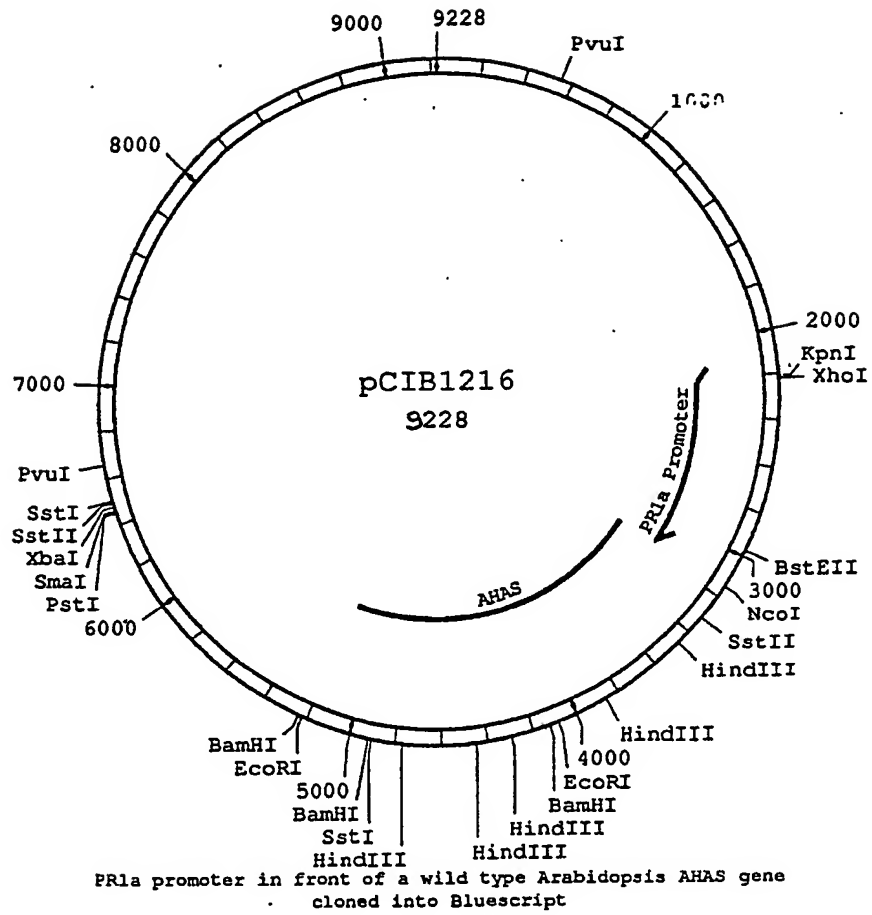 9000
9228
PvuI
8000
2000
KpnI
XhoI
7000
pCIB1216
9228
PR1a Promoter
PvuI
SstI
SstII
XbaI
SmaI
PstI
BstEII
3000
NcoI
AHAS
6000
SstII
HindIII
BamHI
EcoRI
HindIII
4000
5000
EcoRI
BamHI
BamHI
SstI
HindIII
HindIII
HindIII
PR1a promoter in front of a wild type Arabidopsis AHAS gene
cloned into Bluescript